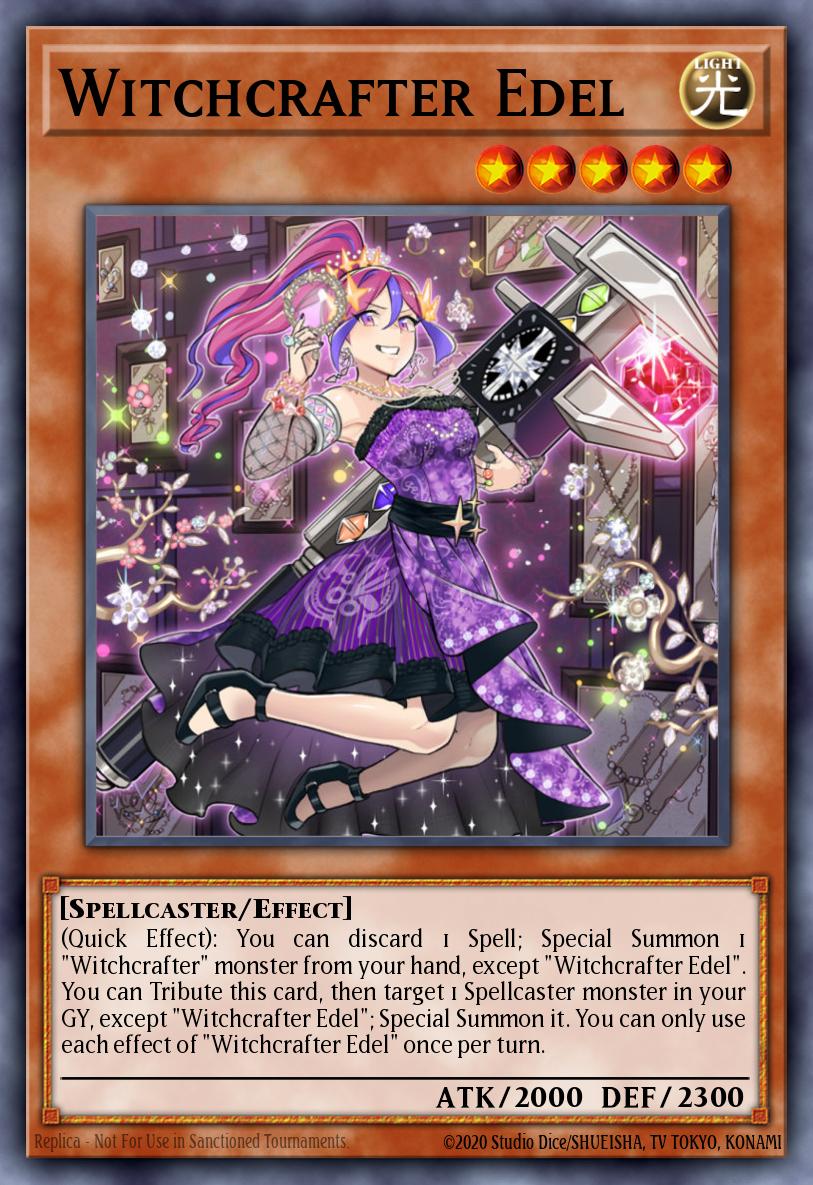 Witchcrafter Edel
LIGHT
光
[Spellcaster/Effect]
(Quick Effect): You can discard 1 Spell; Special Summon 1
"Witchcrafter" monster from your hand, except "Witchcrafter Edel".
You can Tribute this card, then target 1 Spellcaster monster in your
GY, except "Witchcrafter Edel"; Special Summon it. You can only use
each effect of "Witchcrafter Edel" once per turn.
ATK/2000 DEF/2300
Replica - Not For Use in Sanctioned Tournaments.
©2020 Studio Dice/SHUEISHA, TV TOKYO, KONAMI